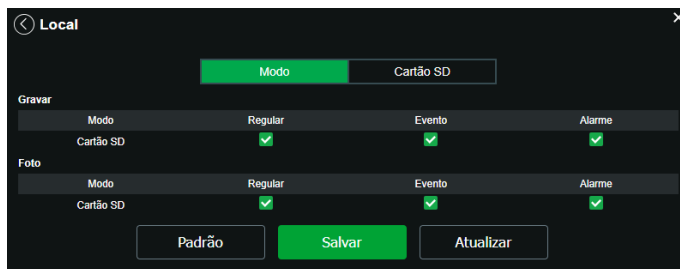 Local
Modo Cartão SD
Gravar
Modo Regular Evento Alarme
Cartão SD
Foto
Modo Regular Evento Alarme
Cartão SD
Padrão Salvar Atualizar